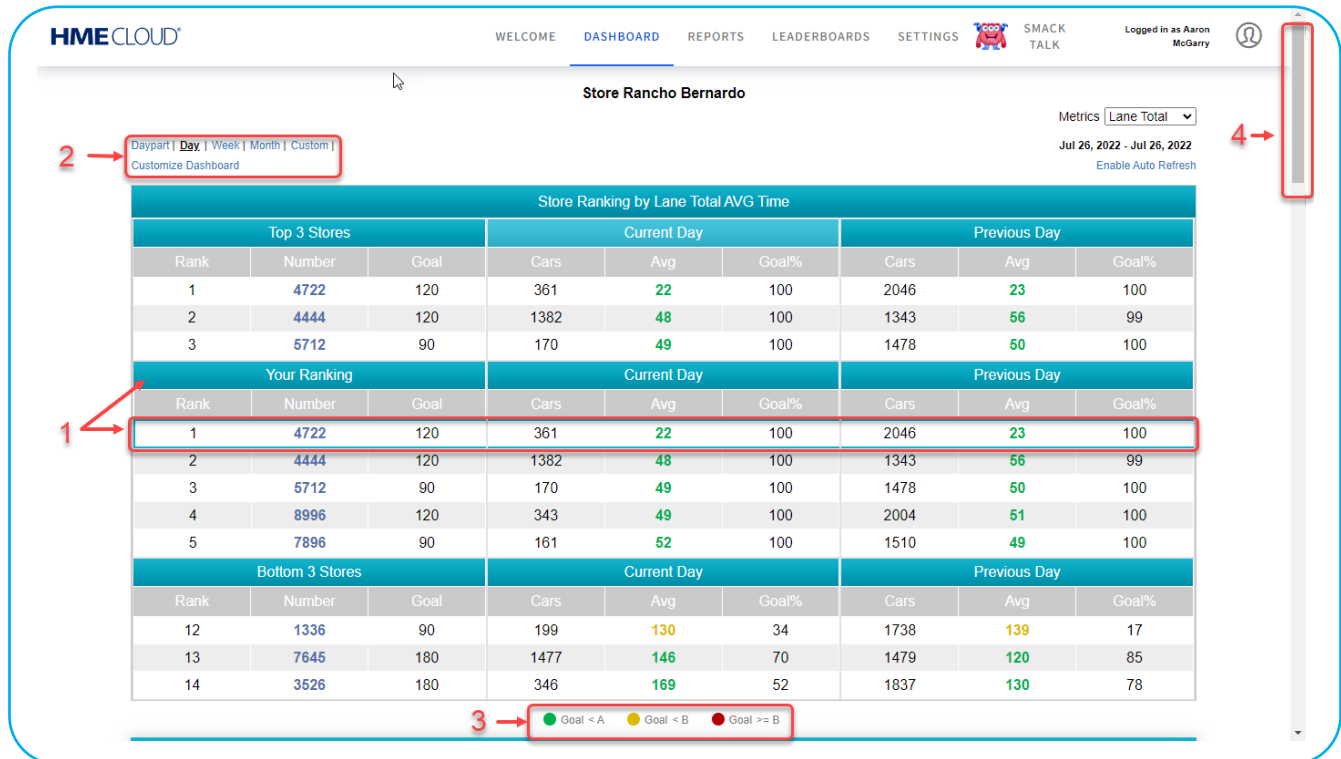 HME CLOUD®
WELCOME DASHBOARD REPORTS LEADERBOARDS SETTINGS SMACK TALK Logged in as Aaron McGarry
Store Rancho Bernardo
Metrics Lane Total
2 Daypart | Day | Week | Month | Custom | Jul 26, 2022 - Jul 26, 2022 4
Customize Dashboard Enable Auto Refresh
Store Ranking by Lane Total AVG Time
Top 3 Stores Current Day Previous Day
Rank Number Goal Cars Avg Goal% Cars Avg Goal%
1 4722 120 361 22 100 2046 23 100
2 4444 120 1382 48 100 1343 56 99
3 5712 90 170 49 100 1478 50 100
Your Ranking Current Day Previous Day
Rank Number Goal Cars Avg Goal% Cars Avg Goal%
1 1 4722 120 361 22 100 2046 23 100
2 4444 120 1382 48 100 1343 56 99
3 5712 90 170 49 100 1478 50 100
4 8996 120 343 49 100 2004 51 100
5 7896 90 161 52 100 1510 49 100
Bottom 3 Stores Current Day Previous Day
Rank Number Goal Cars Avg Goal% Cars Avg Goal%
12 1336 90 199 130 34 1738 139 17
13 7645 180 1477 146 70 1479 120 85
14 3526 180 346 169 52 1837 130 78
3 Goal < A Goal < B Goal >= B